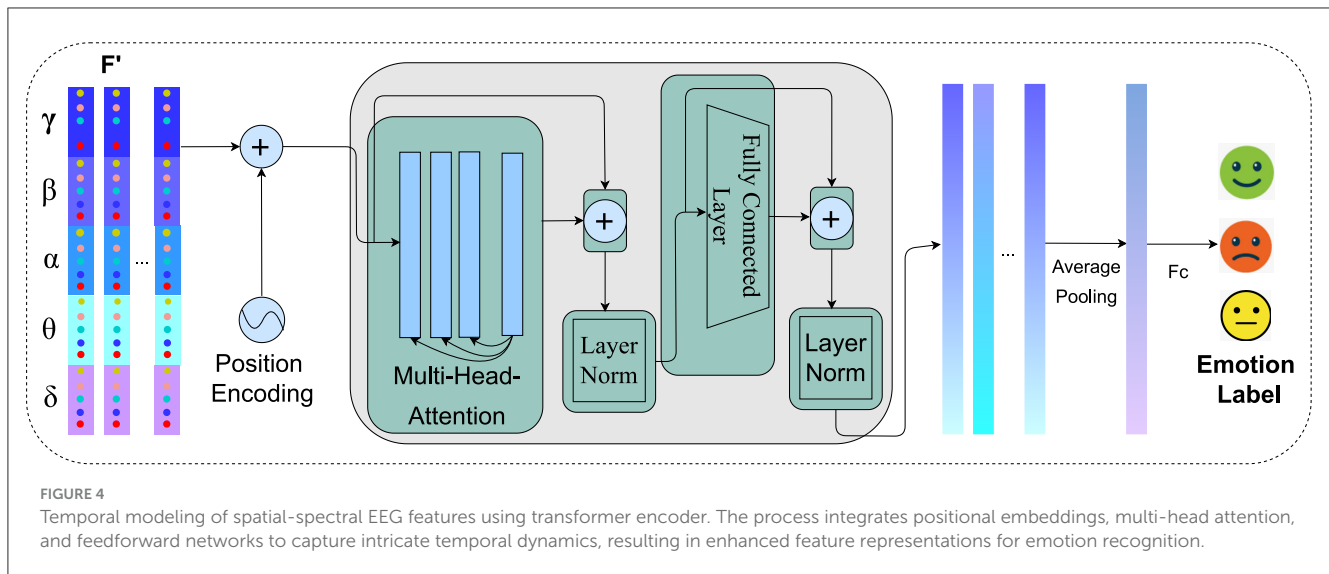 F'
γ
β
α
θ
δ
...
+
Position
Encoding
Multi-Head-
Attention
+
Layer
Norm
Fully Connected
Layer
+
Layer
Norm
...
Average
Pooling
Fc
Emotion
Label
FIGURE 4
Temporal modeling of spatial-spectral EEG features using transformer encoder. The process integrates positional embeddings, multi-head attention,
and feedforward networks to capture intricate temporal dynamics, resulting in enhanced feature representations for emotion recognition.